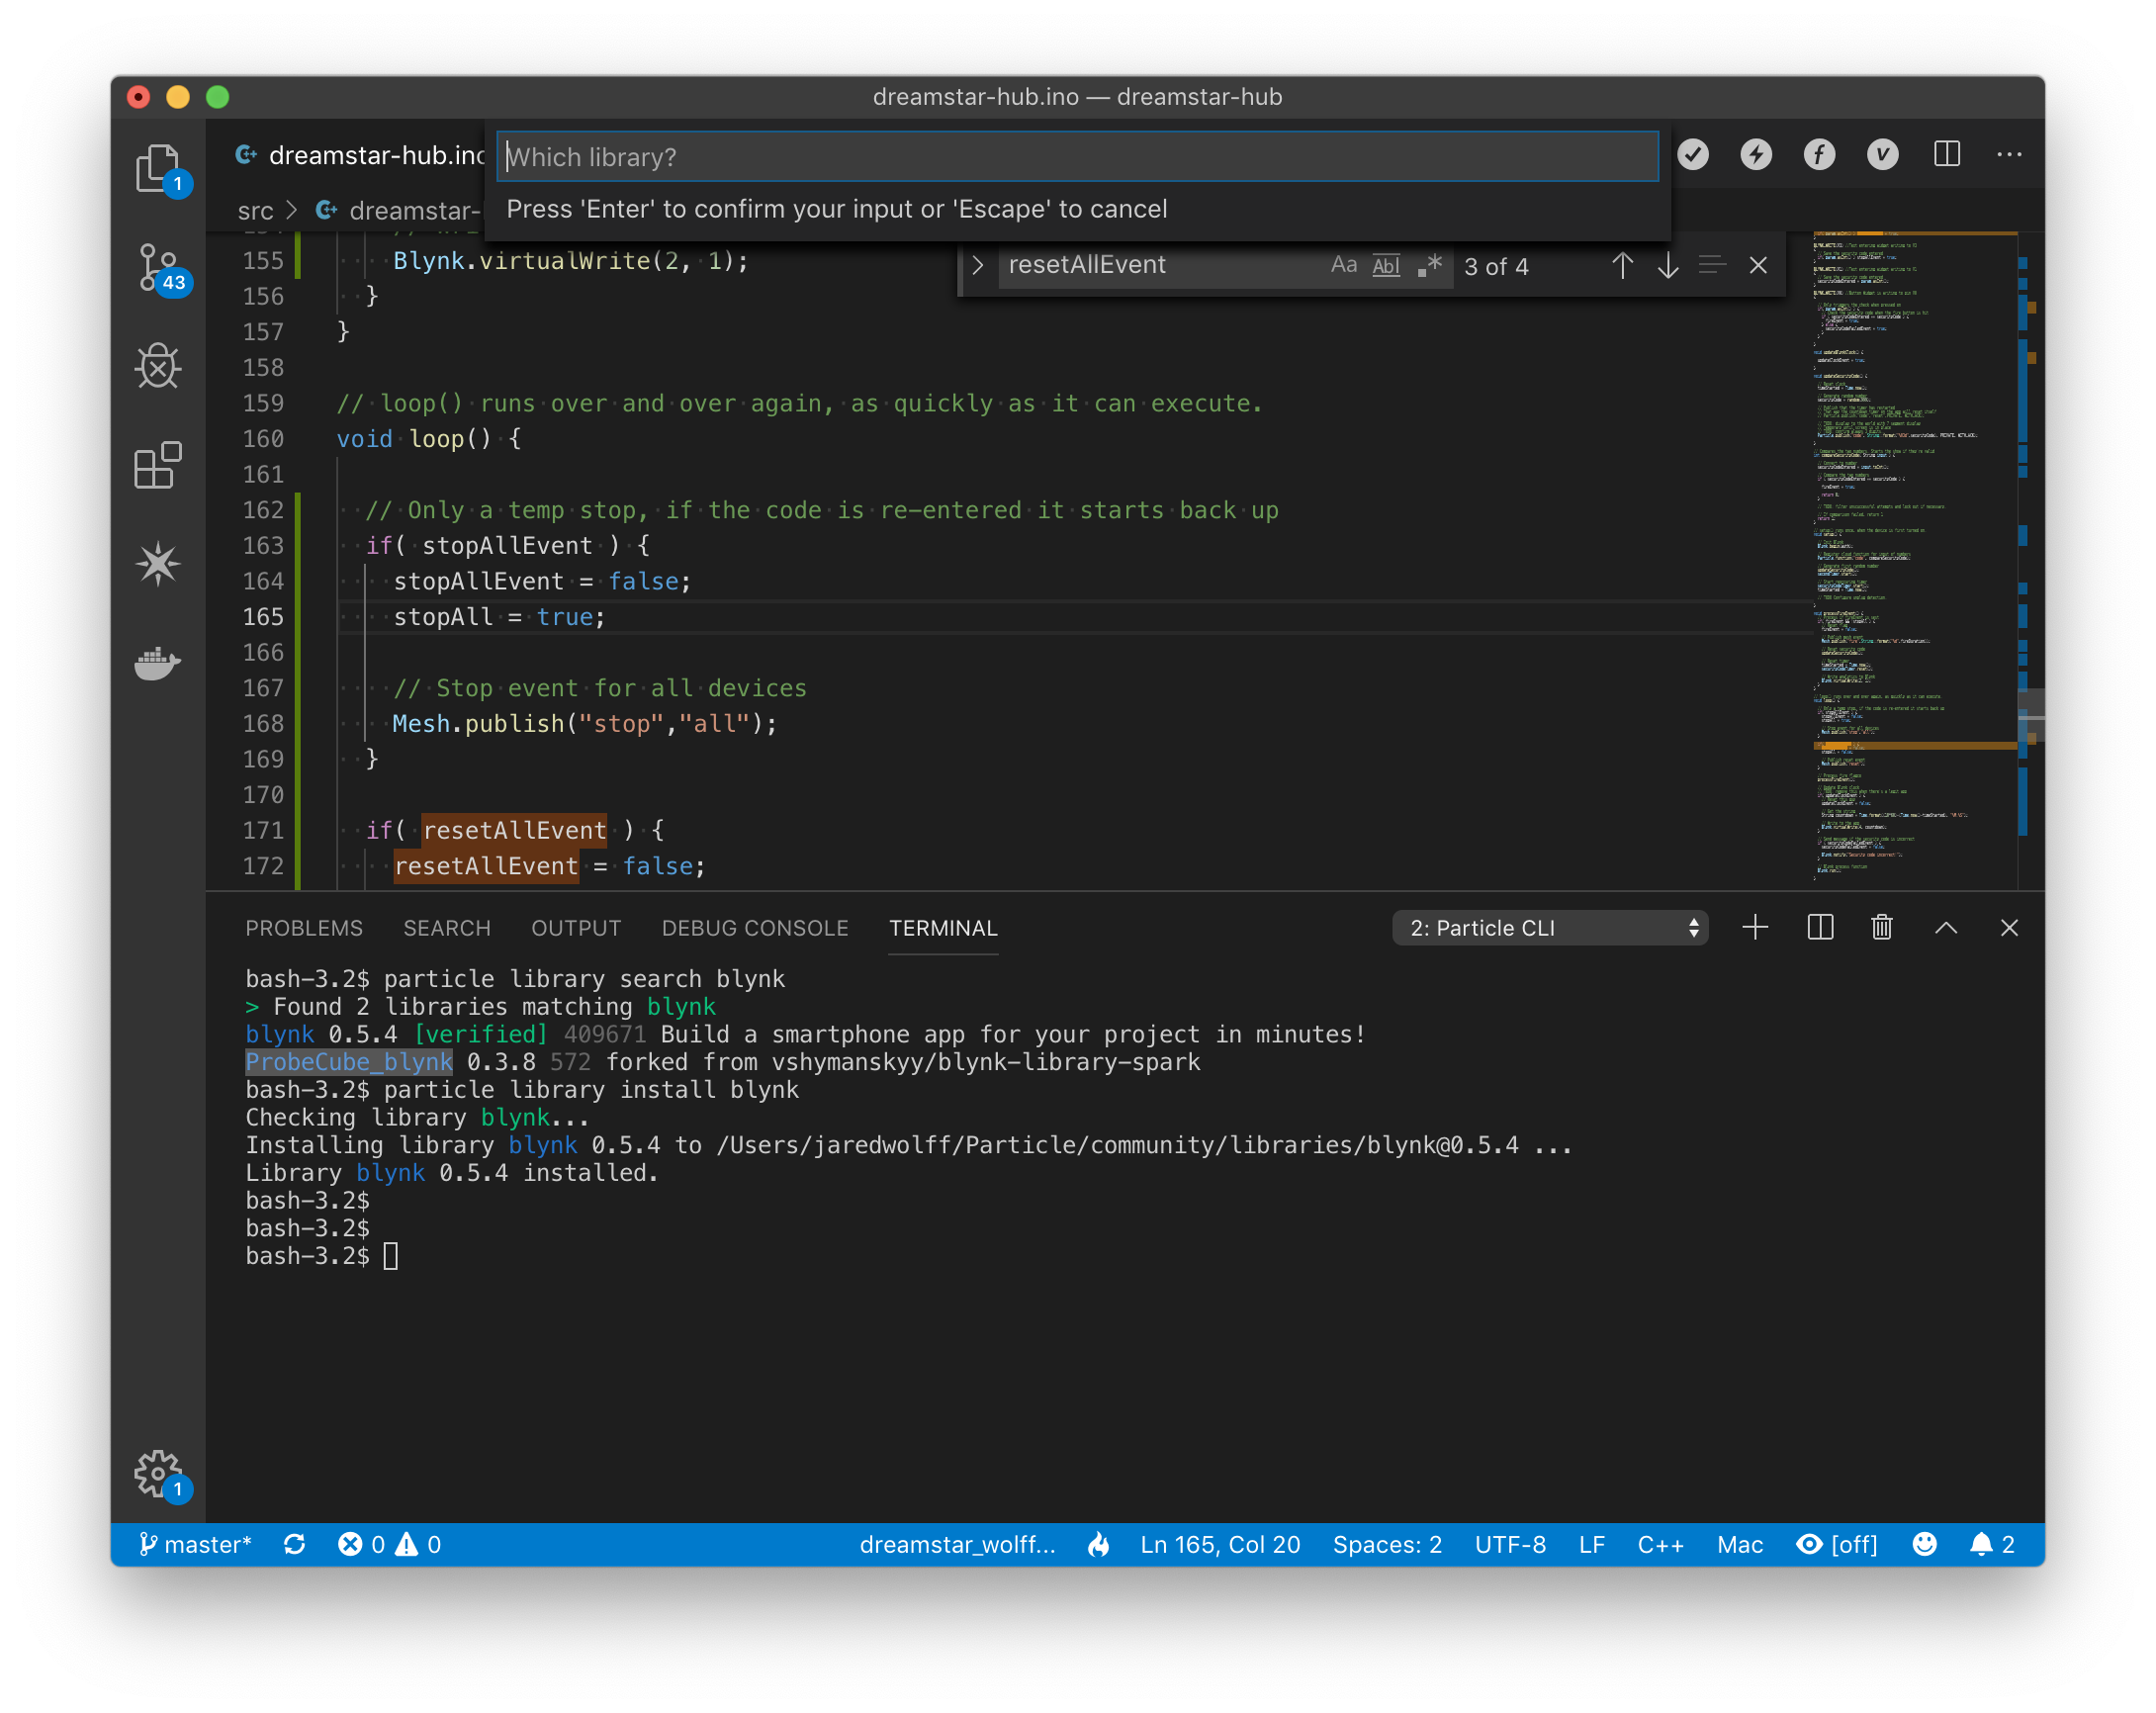 dreamstar-hub.ino — dreamstar-hub
dreamstar-hub.ino
Which library?
Press 'Enter' to confirm your input or 'Escape' to cancel
src > dreamstar-
resetAllEvent Aa Abl .* 3 of 4
155 Blynk.virtualWrite(2, 1);
156 }
157 }
158
159 // loop() runs over and over again, as quickly as it can execute.
160 void loop() {
161
162 // Only a temp stop, if the code is re-entered it starts back up
163 if( stopAllEvent ) {
164 stopAllEvent = false;
165 stopAll = true;
166
167 // Stop event for all devices
168 Mesh.publish("stop","all");
169 }
170
171 if( resetAllEvent ) {
172 resetAllEvent = false;
1
43
PROBLEMS SEARCH OUTPUT DEBUG CONSOLE TERMINAL 2: Particle CLI
bash-3.2$ particle library search blynk
> Found 2 libraries matching blynk
blynk 0.5.4 [verified] 409671 Build a smartphone app for your project in minutes!
ProbeCube_blynk 0.3.8 572 forked from vshymanskyy/blynk-library-spark
bash-3.2$ particle library install blynk
Checking library blynk...
Installing library blynk 0.5.4 to /Users/jaredwolff/Particle/community/libraries/blynk@0.5.4 ...
Library blynk 0.5.4 installed.
bash-3.2$
bash-3.2$
bash-3.2$
1
master* 0 0 dreamstar_wolff... Ln 165, Col 20 Spaces: 2 UTF-8 LF C++ Mac [off] 2